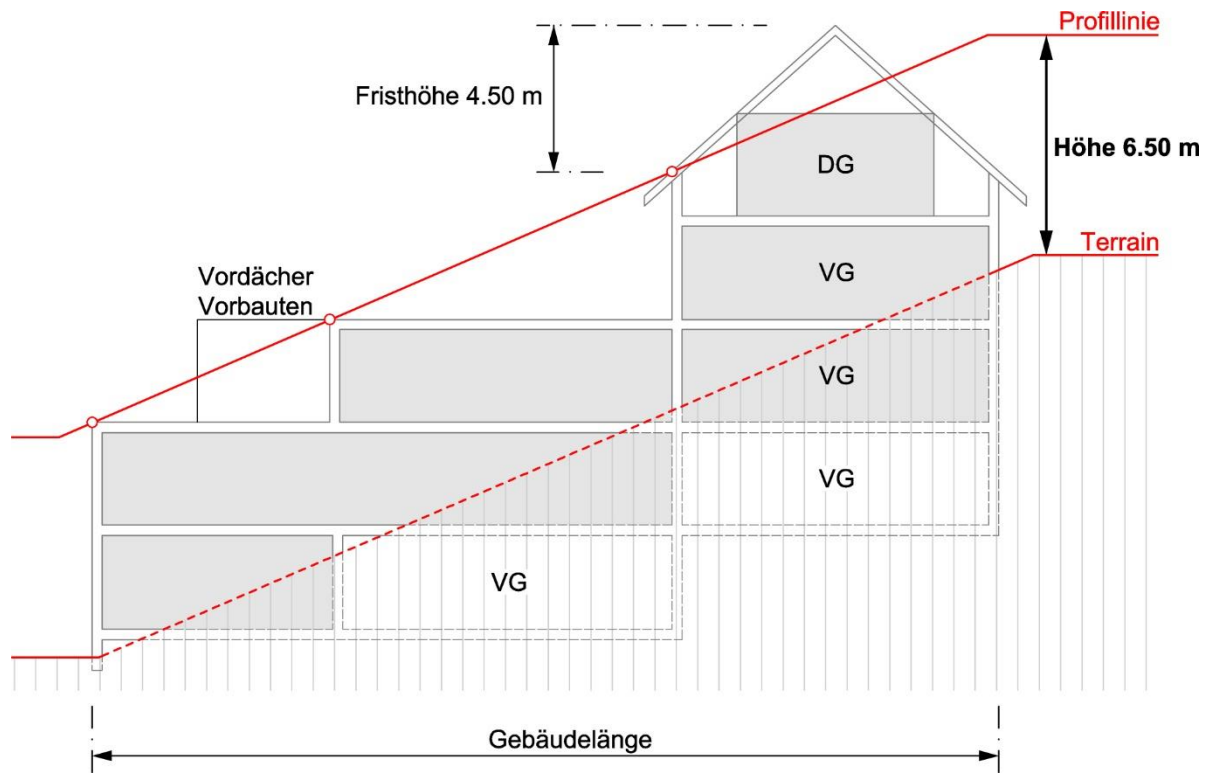 Profillinie
Fristhöhe 4.50 m
Höhe 6.50 m
DG
Terrain
VG
Vordächer
Vorbauten
VG
VG
VG
Gebäudelänge